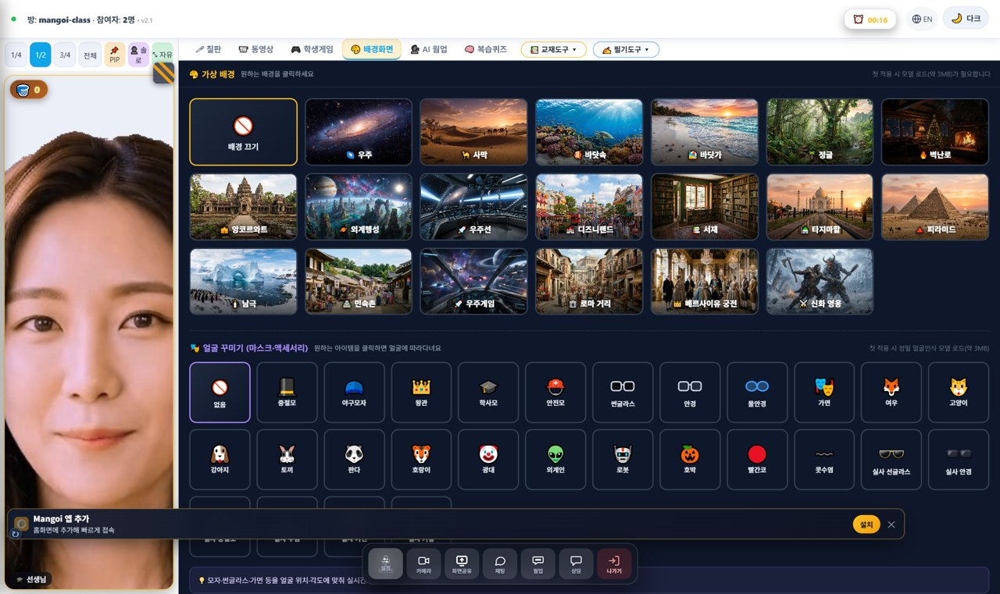 방: mangoi-class · 참여자: 2명 · v2.1
00:16
EN
다크
1/4
1/2
3/4
전체
PIP
솔로
자유
칠판
동영상
학생게임
배경화면
AI 웜업
복습퀴즈
교재도구 ▼
필기도구 ▼
0
가상 배경 원하는 배경을 클릭하세요
첫 적용 시 모델 로드(약 3MB)가 필요합니다
배경 끄기
우주
사막
바닷속
바닷가
정글
벽난로
앙코르와트
외계행성
우주선
디즈니랜드
서재
타지마할
피라미드
남극
민속촌
우주게임
로마 거리
베르사이유 궁전
신화 영웅
얼굴 꾸미기 (마스크·액세서리) 원하는 아이템을 클릭하면 얼굴에 따라다녀요
첫 적용 시 정밀 얼굴인식 모델 로드(약 3MB)
없음
중절모
야구모자
왕관
학사모
안전모
썬글라스
안경
물안경
가면
여우
고양이
강아지
토끼
판다
호랑이
광대
외계인
로봇
호박
빨간코
콧수염
실사 선글라스
실사 안경
Mangoi 앱 추가
홈화면에 추가해 빠르게 접속
설치
카메라
화면공유
채팅
웜업
상담
나가기
모자·썬글라스·가면 등을 얼굴 위치·각도에 맞춰 실시간
선생님